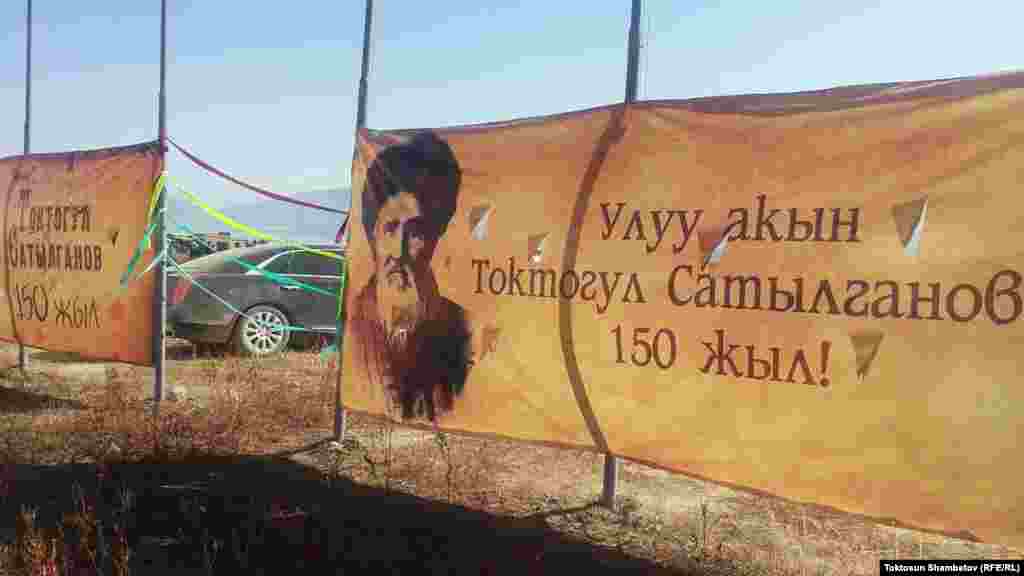 Токтогул
Сатылганов
150 жыл
Улуу акын
Токтогул Сатылганов
150 жыл!
Toktosun Shambetov (RFE/RL)